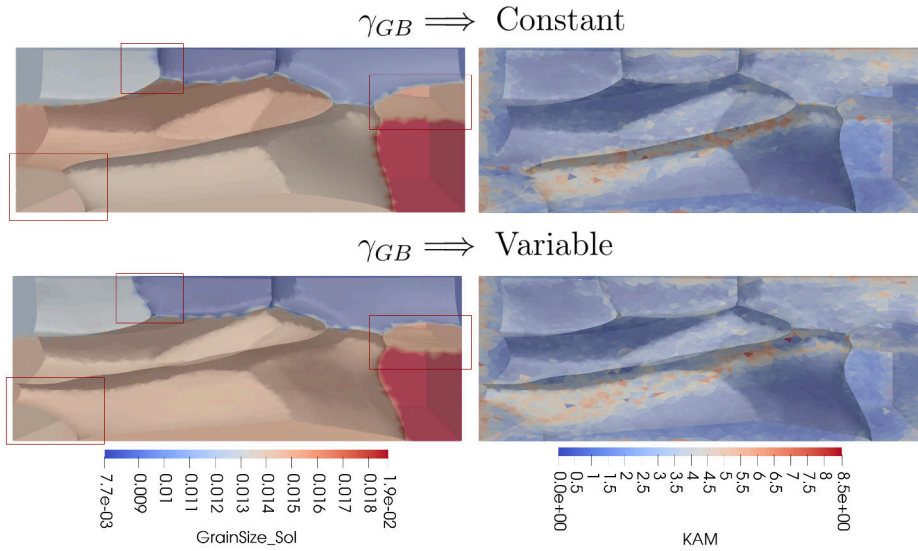 γ_GB ⟹ Constant
γ_GB ⟹ Variable
7.7e-03 0.009 0.01 0.011 0.012 0.013 0.014 0.015 0.016 0.017 0.018 1.9e-02
GrainSize_Sol
0.0e+00 0.5 1 1.5 2 2.5 3 3.5 4 4.5 5 5.5 6 6.5 7 7.5 8.5e+00
KAM